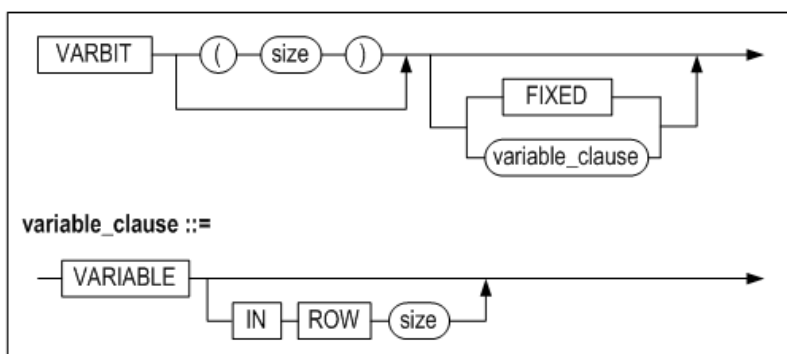 VARBIT ( size )
FIXED
variable_clause
variable_clause ::=
VARIABLE
IN ROW size